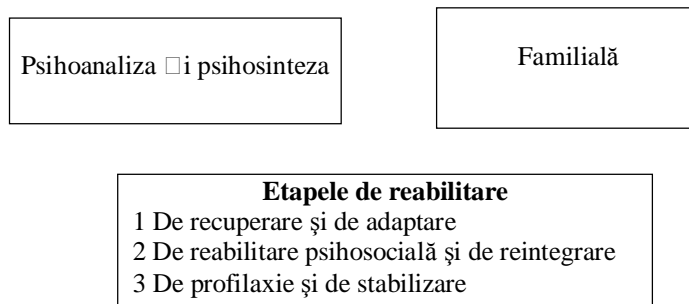 Psihoanaliza □i psihosinteza
Familială
Etapele de reabilitare
1 De recuperare şi de adaptare
2 De reabilitare psihosocială şi de reintegrare
3 De profilaxie şi de stabilizare